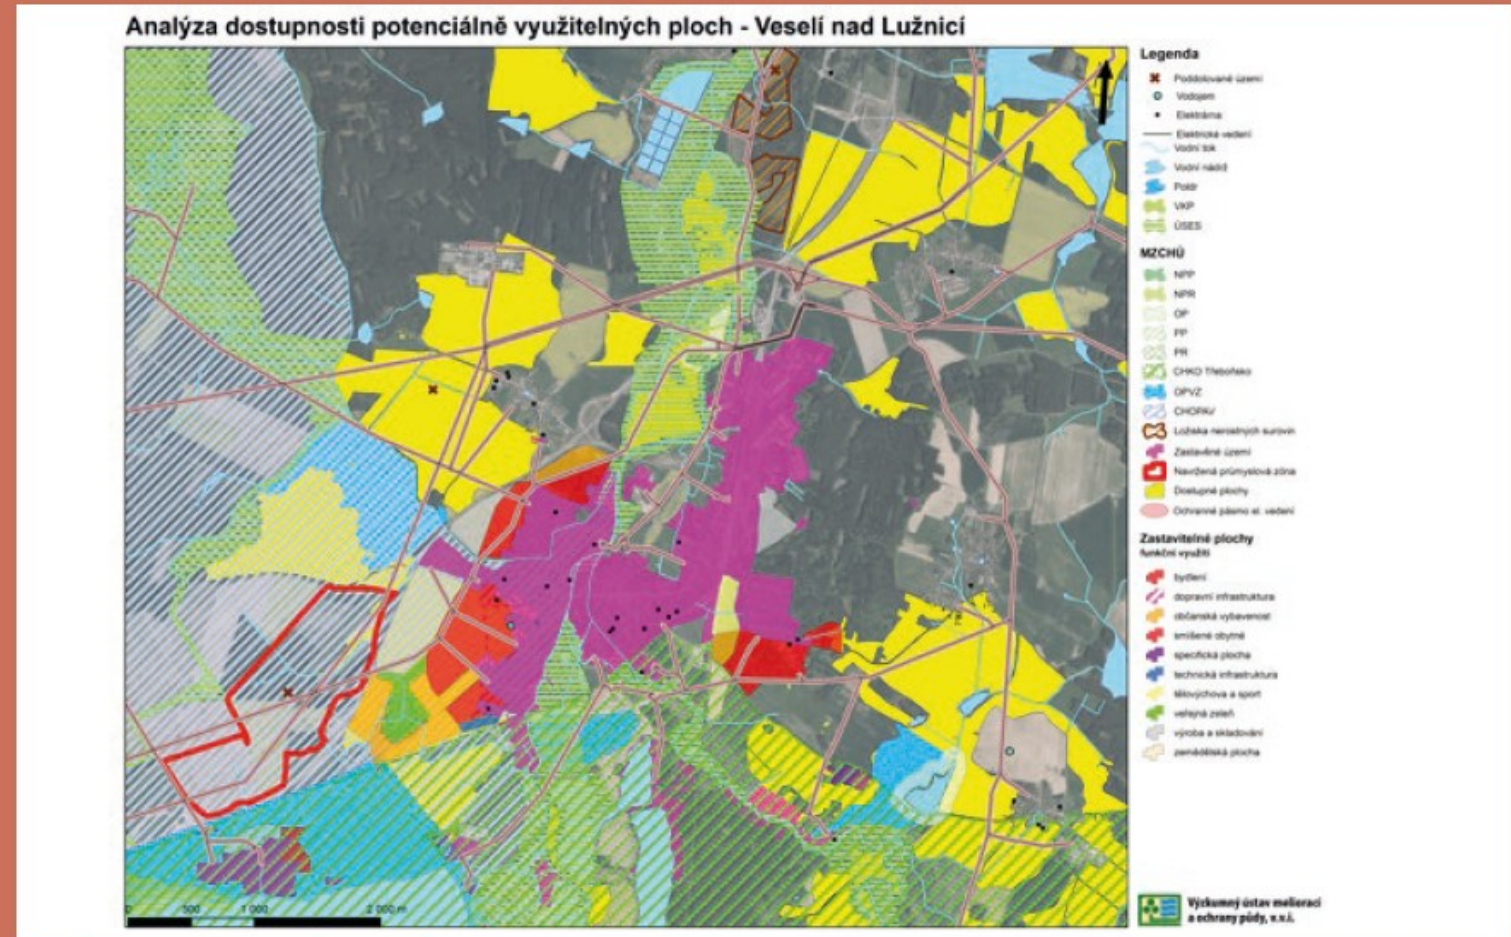 Analýza dostupnosti potenciálně využitelných ploch - Veselí nad Lužnicí
Legenda
Poddolované území
Vodojem
Elektrárna
Elektrické vedení
Vodní tok
Vodní nádrž
Poldr
VKP
ÚSES
MZCHÚ
NPP
NPR
OP
PP
PR
CHKO Třeboňsko
OPVZ
CHOPAV
Ložiska nerostných surovin
Zastavěné území
Navržená průmyslová zóna
Dostupné plochy
Ochranné pásmo el. vedení
Zastavitelné plochy
funkční využití
bydlení
dopravní infrastruktura
občanská vybavenost
smíšené obytné
specifická plocha
technická infrastruktura
tělovýchova a sport
veřejná zeleň
výroba a skladování
zemědělská plocha
0 500 1 000 2 000 m
Výzkumný ústav meliorací
a ochrany půdy, v.v.i.